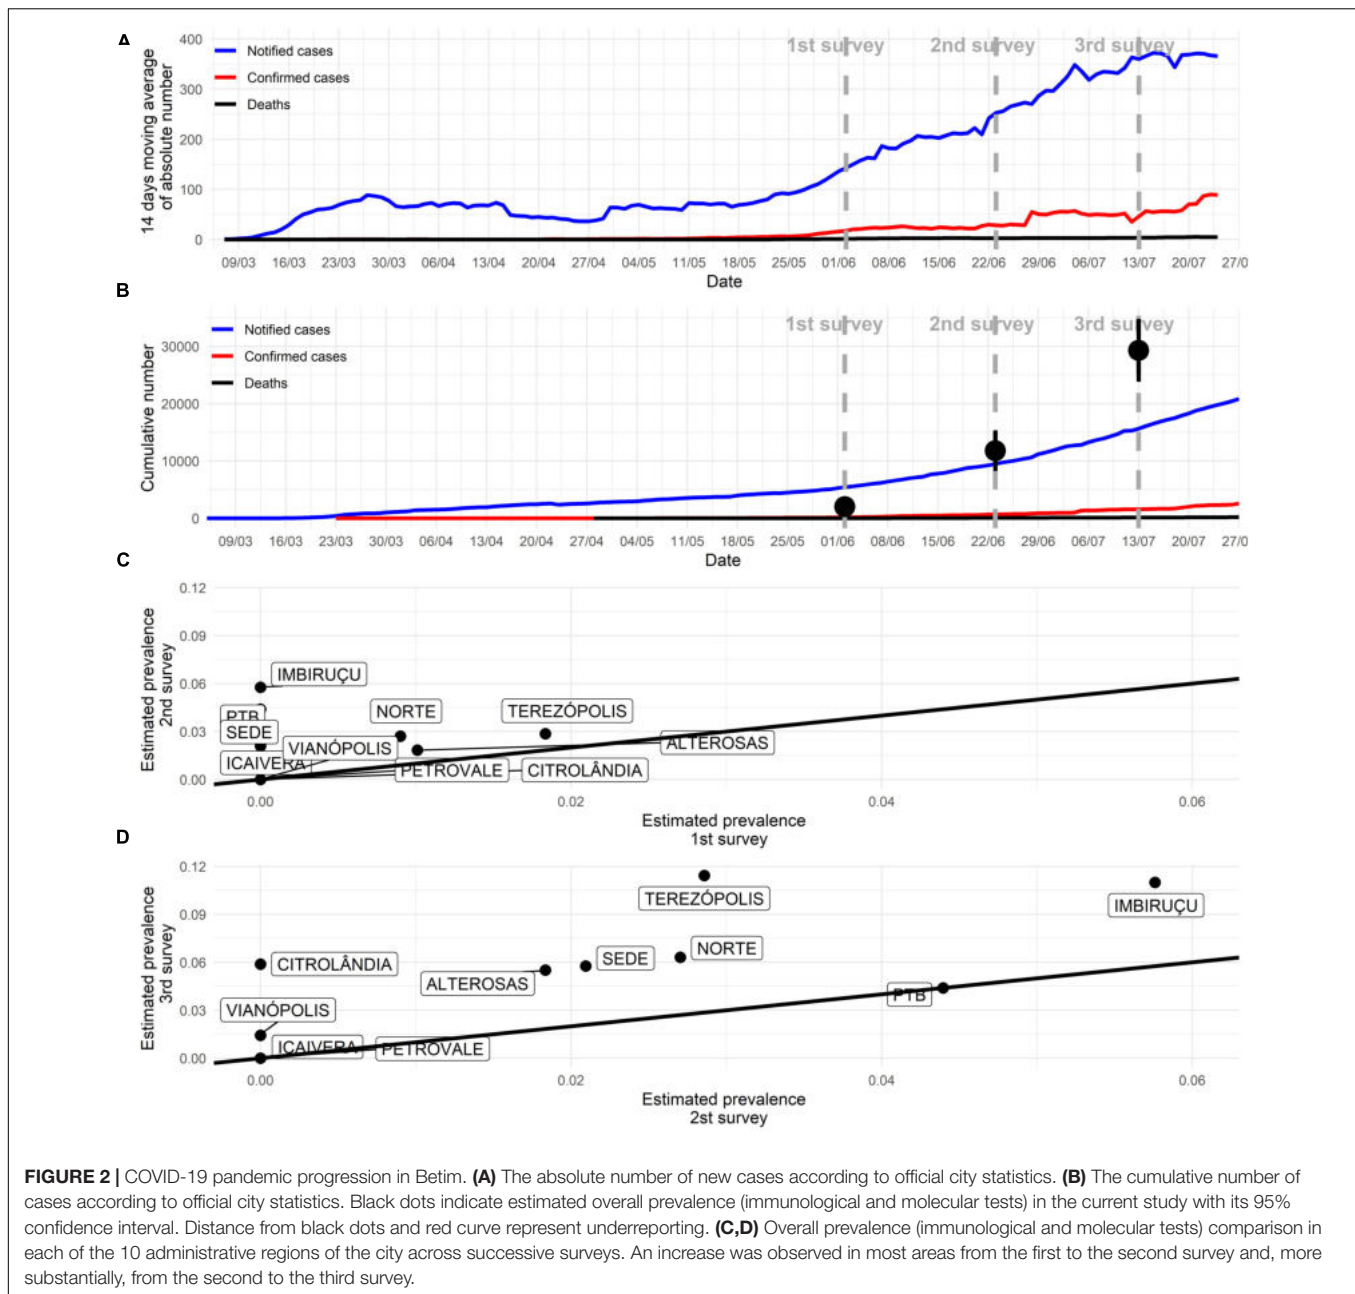 A
14 days moving average
of absolute number
400
300
200
100
0
Notified cases
Confirmed cases
Deaths
1st survey
2nd survey
3rd survey
09/03 16/03 23/03 30/03 06/04 13/04 20/04 27/04 04/05 11/05 18/05 25/05 01/06 08/06 15/06 22/06 29/06 06/07 13/07 20/07 27/0
Date
B
Cumulative number
30000
20000
10000
0
Notified cases
Confirmed cases
Deaths
1st survey
2nd survey
3rd survey
09/03 16/03 23/03 30/03 06/04 13/04 20/04 27/04 04/05 11/05 18/05 25/05 01/06 08/06 15/06 22/06 29/06 06/07 13/07 20/07 27/0
Date
C
Estimated prevalence
2nd survey
0.12
0.09
0.06
0.03
0.00
IMBIRUÇU
PTB
SEDE
ICAIVERA
VIANÓPOLIS
NORTE
TEREZÓPOLIS
ALTEROSAS
PETROVALE
CITROLÂNDIA
0.00 0.02 0.04 0.06
Estimated prevalence
1st survey
D
Estimated prevalence
3rd survey
0.12
0.09
0.06
0.03
0.00
TEREZÓPOLIS
IMBIRUÇU
CITROLÂNDIA
ALTEROSAS
SEDE
NORTE
PTB
VIANÓPOLIS
ICAIVERA
PETROVALE
0.00 0.02 0.04 0.06
Estimated prevalence
2st survey
FIGURE 2 | COVID-19 pandemic progression in Betim. (A) The absolute number of new cases according to official city statistics. (B) The cumulative number of
cases according to official city statistics. Black dots indicate estimated overall prevalence (immunological and molecular tests) in the current study with its 95%
confidence interval. Distance from black dots and red curve represent underreporting. (C,D) Overall prevalence (immunological and molecular tests) comparison in
each of the 10 administrative regions of the city across successive surveys. An increase was observed in most areas from the first to the second survey and, more
substantially, from the second to the third survey.